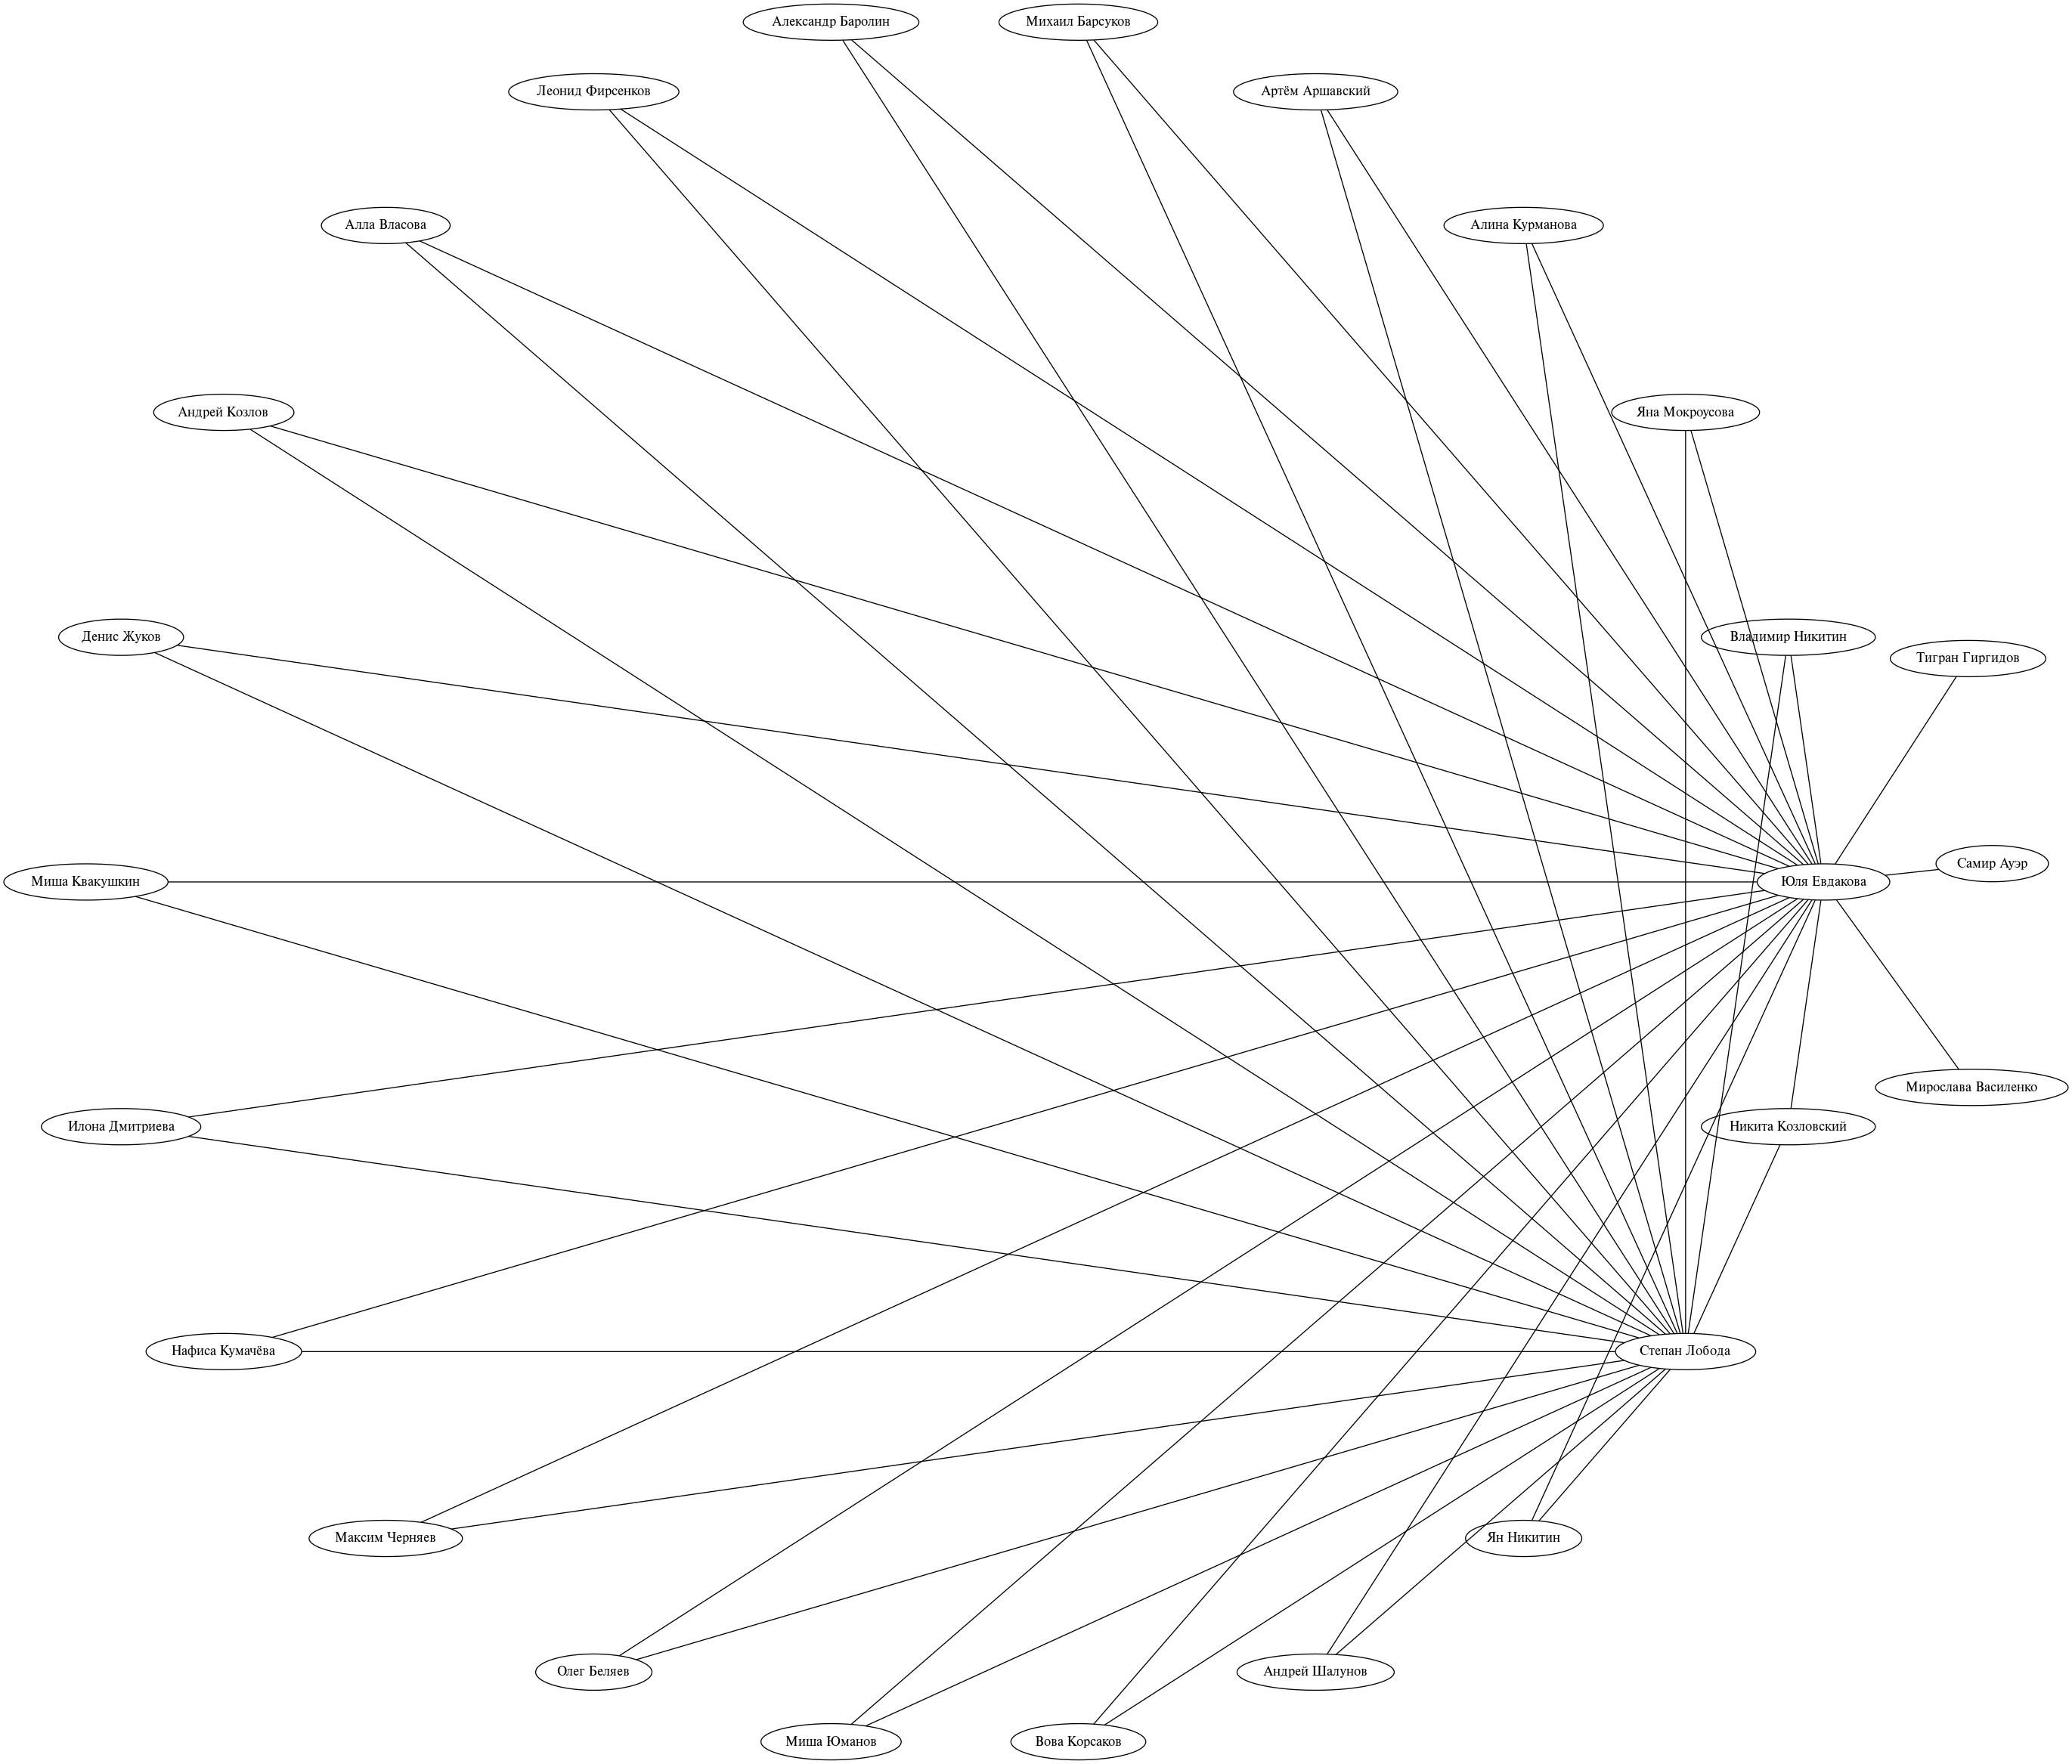 Александр Баролин
Михаил Барсуков
Леонид Фирсенков
Артём Аршавский
Алла Власова
Алина Курманова
Андрей Козлов
Яна Мокроусова
Денис Жуков
Владимир Никитин
Тигран Гиргидов
Самир Ауэр
Миша Квакушкин
Юля Евдакова
Мирослава Василенко
Илона Дмитриева
Никита Козловский
Нафиса Кумачёва
Степан Лобода
Максим Черняев
Ян Никитин
Олег Беляев
Андрей Шалунов
Миша Юманов
Вова Корсаков